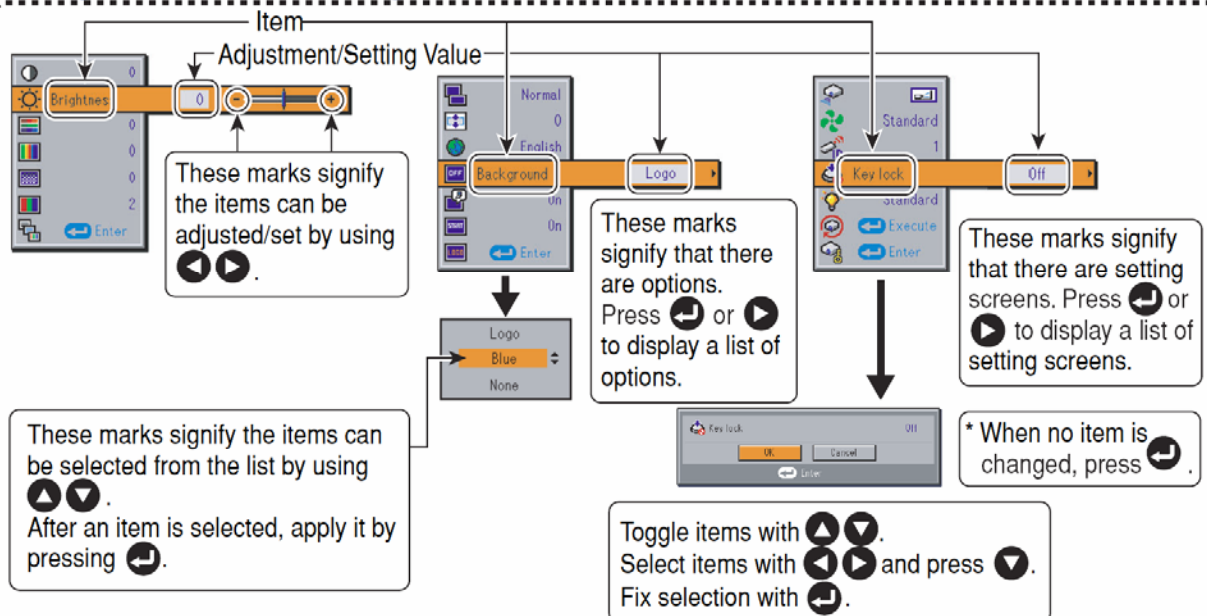 Item
Adjustment/Setting Value
0
Brightnes 0 - +
0
0
0
2
Enter
These marks signify
the items can be
adjusted/set by using
.
Normal
0
English
OFF Background Logo
On
START On
LOGO Enter
Logo
Blue
None
These marks
signify that there
are options.
Press or
to display a list of
options.
Standard
1
Key lock Off
Standard
Execute
Enter
These marks signify
that there are setting
screens. Press or
to display a list of
setting screens.
Key lock Off
OK Cancel
Enter
* When no item is
changed, press .
These marks signify the items can
be selected from the list by using
.
After an item is selected, apply it by
pressing .
Toggle items with .
Select items with and press .
Fix selection with .